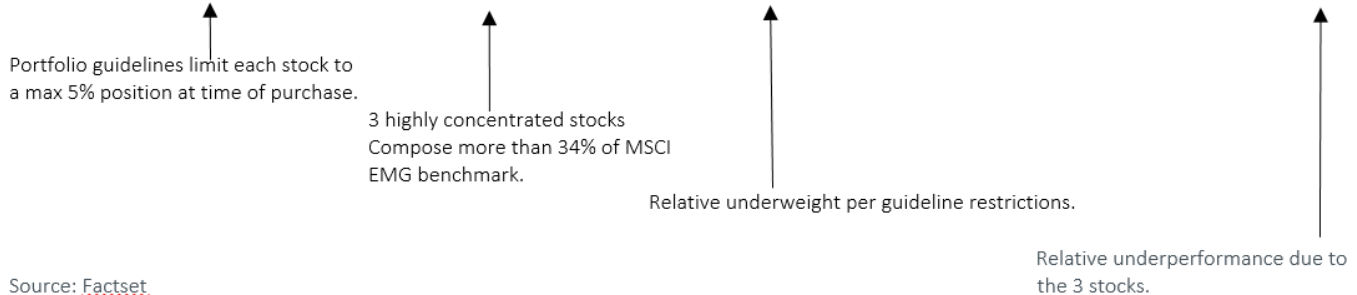 Portfolio guidelines limit each stock to
a max 5% position at time of purchase.
3 highly concentrated stocks
Compose more than 34% of MSCI
EMG benchmark.
Relative underweight per guideline restrictions.
Relative underperformance due to
the 3 stocks.
Source: Factset